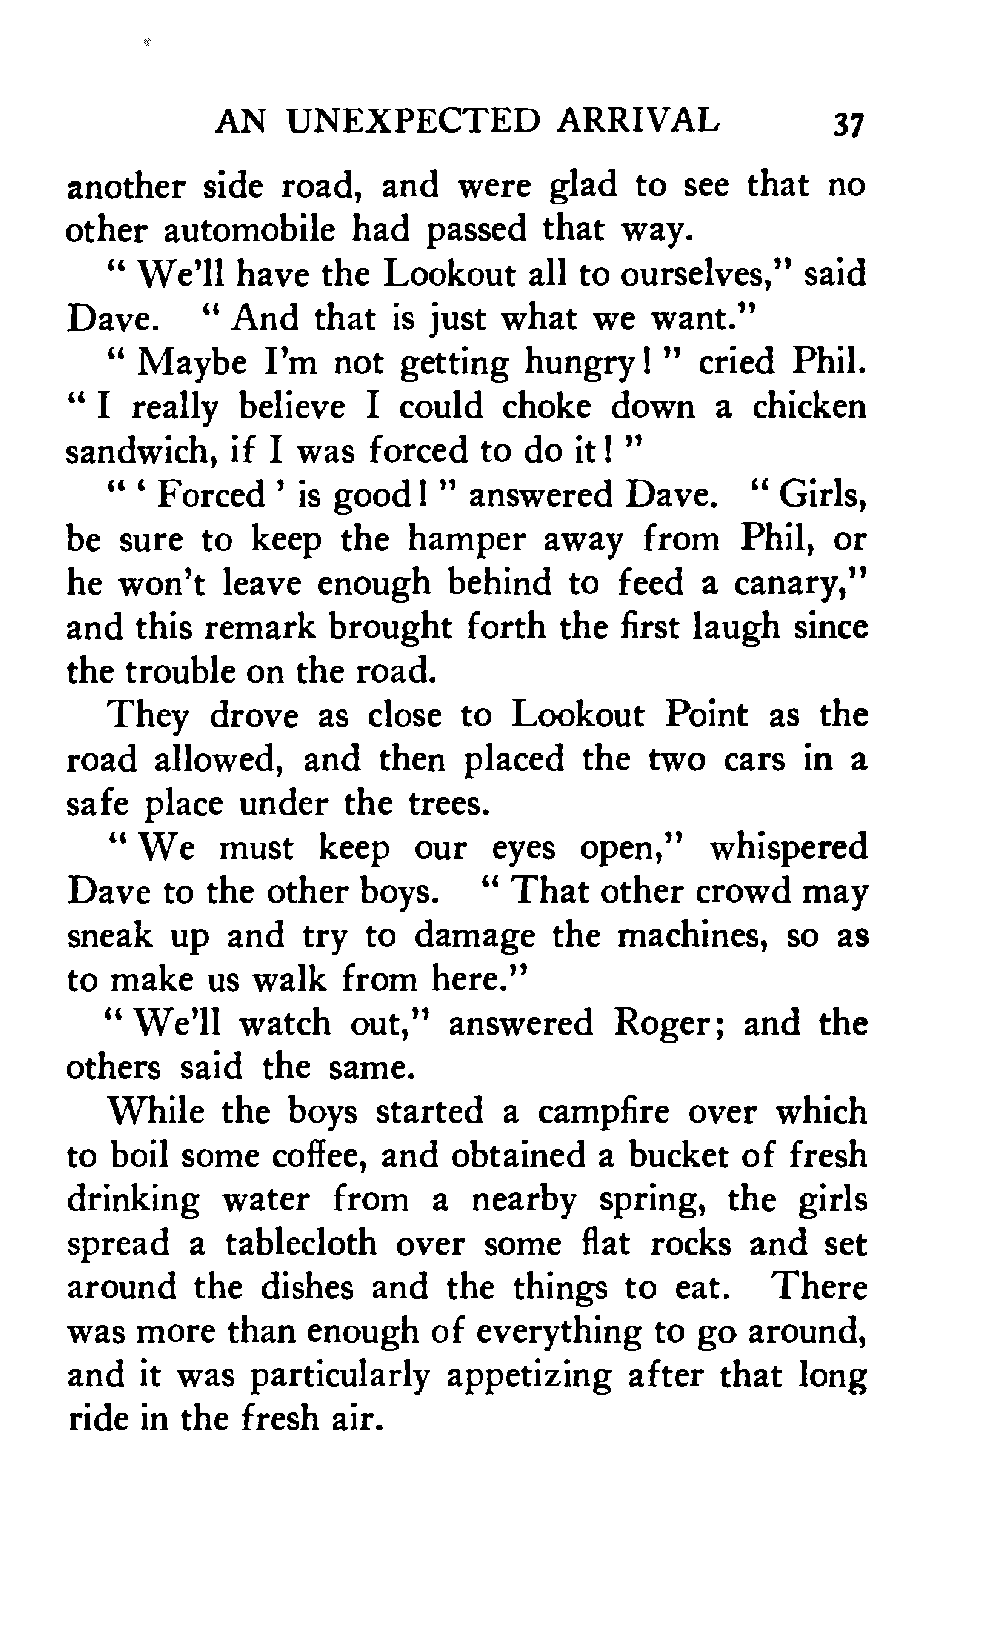 AN UNEXPECTED ARRIVAL 37
another side road, and were glad to see that no
other automobile had passed that way.
“ We'll have the Lookout all to ourselves,” said
Dave. “ And that is just what we want.”
“ Maybe I'm not getting hungry! ” cried Phil.
“ I really believe I could choke down a chicken
sandwich, if I was forced to do it! ”
“ ‘ Forced ’ is good! ” answered Dave. “ Girls,
be sure to keep the hamper away from Phil, or
he won't leave enough behind to feed a canary,”
and this remark brought forth the first laugh since
the trouble on the road.
They drove as close to Lookout Point as the
road allowed, and then placed the two cars in a
safe place under the trees.
“ We must keep our eyes open,” whispered
Dave to the other boys. “ That other crowd may
sneak up and try to damage the machines, so as
to make us walk from here.”
“ We'll watch out,” answered Roger; and the
others said the same.
While the boys started a campfire over which
to boil some coffee, and obtained a bucket of fresh
drinking water from a nearby spring, the girls
spread a tablecloth over some flat rocks and set
around the dishes and the things to eat. There
was more than enough of everything to go around,
and it was particularly appetizing after that long
ride in the fresh air.